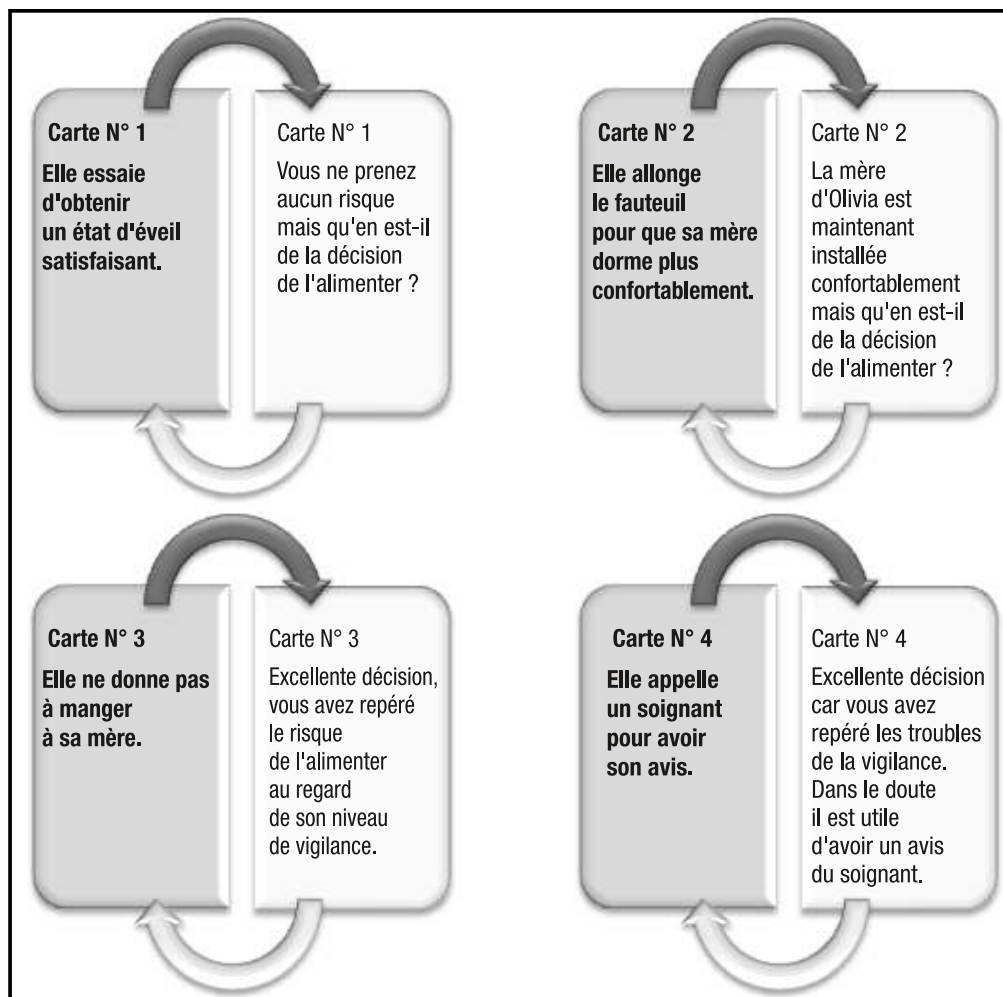 Carte N° 1
Elle essaie
d'obtenir
un état d'éveil
satisfaisant.
Carte N° 1
Vous ne prenez
aucun risque
mais qu'en est-il
de la décision
de l'alimenter ?
Carte N° 2
Elle allonge
le fauteuil
pour que sa mère
dorme plus
confortablement.
Carte N° 2
La mère
d'Olivia est
maintenant
installée
confortablement
mais qu'en est-il
de la décision
de l'alimenter ?
Carte N° 3
Elle ne donne pas
à manger
à sa mère.
Carte N° 3
Excellente décision,
vous avez repéré
le risque
de l'alimenter
au regard
de son niveau
de vigilance.
Carte N° 4
Elle appelle
un soignant
pour avoir
son avis.
Carte N° 4
Excellente décision
car vous avez
repéré les troubles
de la vigilance.
Dans le doute
il est utile
d'avoir un avis
du soignant.